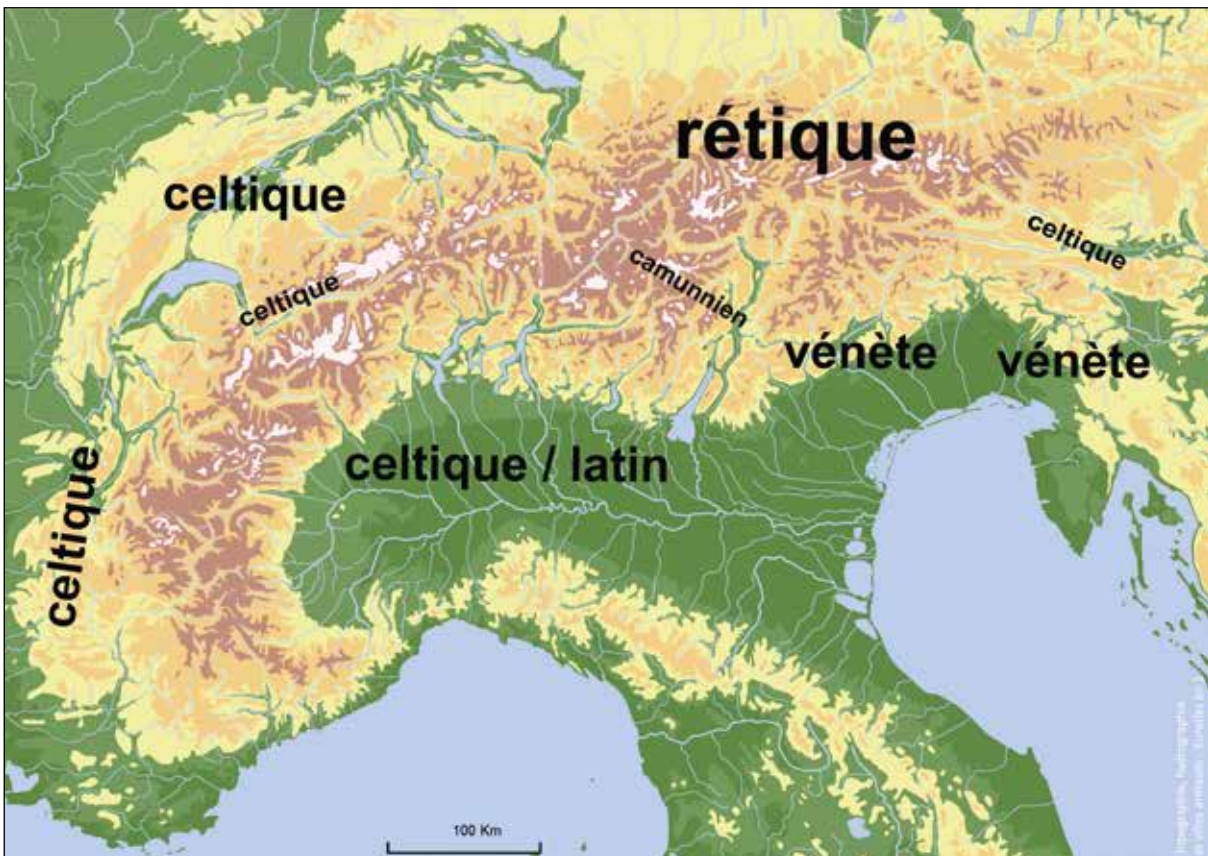 rétique
celtique
celtique
celtique
camunnien
vénète
vénète
celtique / latin
celtique
100 Km